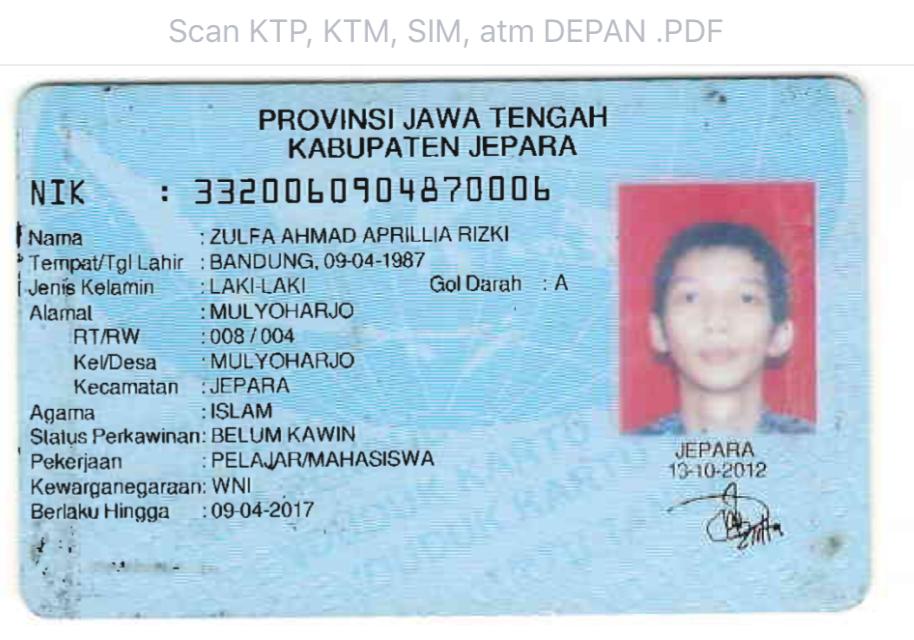 Scan KTP, KTM, SIM, atm DEPAN .PDF
PROVINSI JAWA TENGAH
KABUPATEN JEPARA
NIK : 3320060904870006
Nama : ZULFA AHMAD APRILLIA RIZKI
Tempat/Tgl Lahir : BANDUNG, 09-04-1987
Jenis Kelamin : LAKI-LAKI Gol Darah : A
Alamat : MULYOHARJO
RT/RW : 008 / 004
Kel/Desa : MULYOHARJO
Kecamatan : JEPARA
Agama : ISLAM
Status Perkawinan: BELUM KAWIN
Pekerjaan : PELAJAR/MAHASISWA
Kewarganegaraan: WNI
Berlaku Hingga : 09-04-2017
JEPARA
13-10-2012